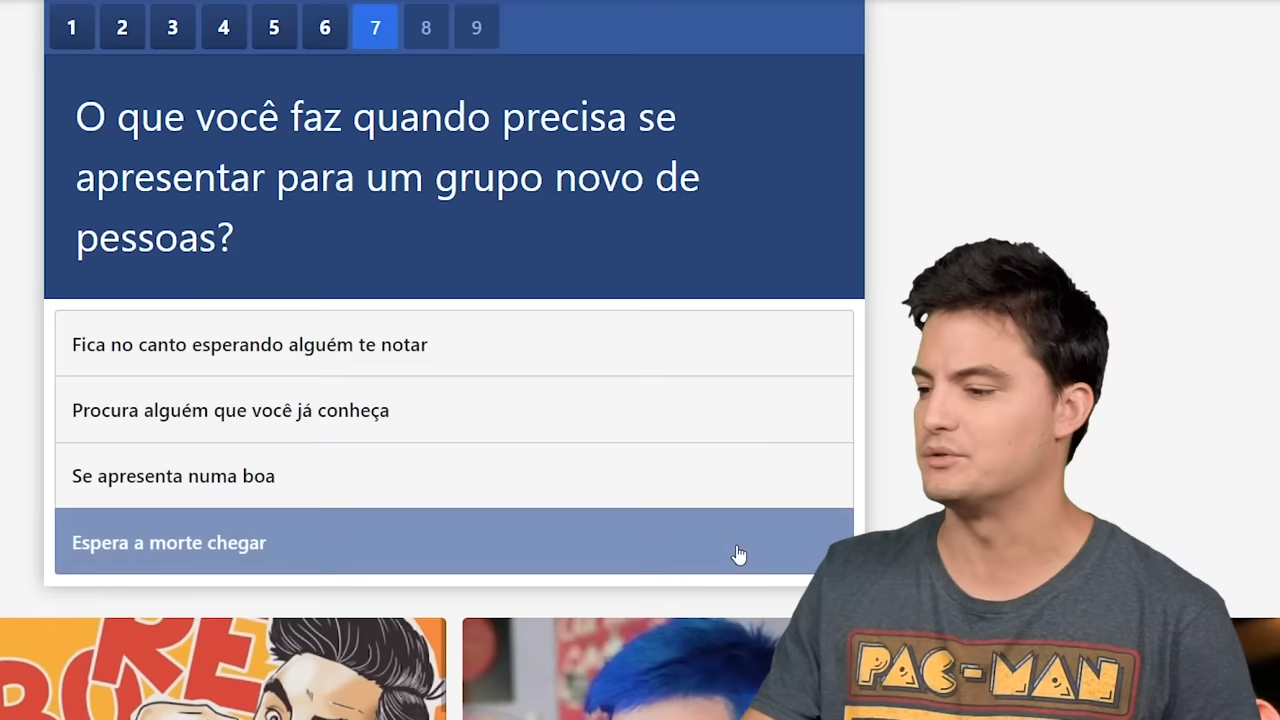 1 2 3 4 5 6 7 8 9
O que você faz quando precisa se
apresentar para um grupo novo de
pessoas?
Fica no canto esperando alguém te notar
Procura alguém que você já conheça
Se apresenta numa boa
Espera a morte chegar
PAC-MAN
RE
BO